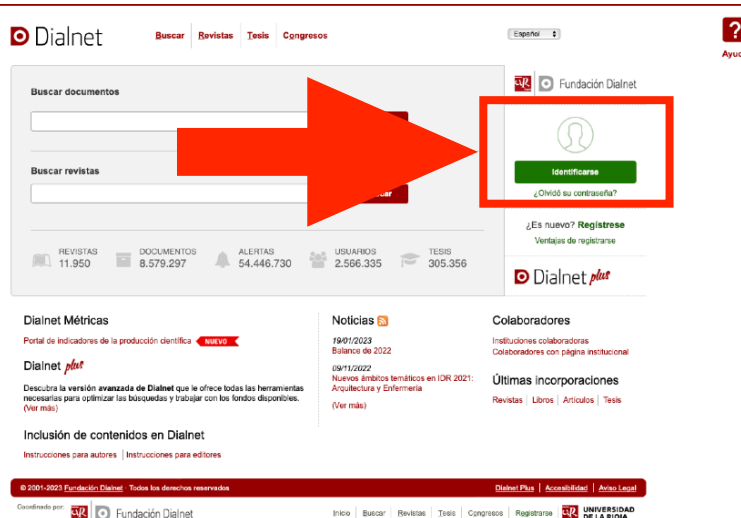 Dialnet
Buscar Revistas Tesis Congresos
Español
?
Buscar documentos
UR Fundación Dialnet
Identificarse
¿Olvidó su contraseña?
Buscar revistas
¿Es nuevo? Regístrese
Ventajas de registrarse
REVISTAS
11.950
DOCUMENTOS
8.579.297
ALERTAS
54.446.730
USUARIOS
2.566.335
TESIS
305.356
Dialnet plus
Dialnet Métricas
Portal de indicadores de la producción científica NUEVO
Dialnet plus
Descubra la versión avanzada de Dialnet que le ofrece todas las herramientas
necesarias para optimizar las búsquedas y trabajar con los fondos disponibles.
(Ver más)
Inclusión de contenidos en Dialnet
Instrucciones para autores | Instrucciones para editores
Noticias
19/01/2023
Balance de 2022
09/11/2022
Nuevos ámbitos temáticos en IDR 2021:
Arquitectura y Enfermería
(Ver más)
Colaboradores
Instituciones colaboradoras
Colaboradores con página institucional
Últimas incorporaciones
Revistas | Libros | Artículos | Tesis
© 2001-2023 Fundación Dialnet · Todos los derechos reservados
Dialnet Plus | Accesibilidad | Aviso Legal
Coordinado por: UR Fundación Dialnet
Inicio | Buscar | Revistas | Tesis | Congresos | Registrarse | UR UNIVERSIDAD
DE LA RIOJA